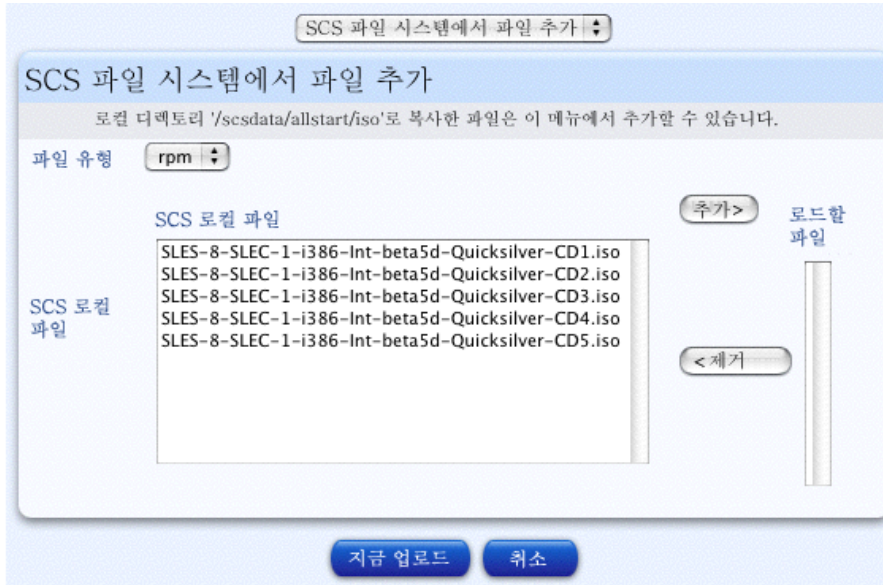 SCS 파일 시스템에서 파일 추가
SCS 파일 시스템에서 파일 추가
로컬 디렉토리 '/scsdata/allstart/iso'로 복사한 파일은 이 메뉴에서 추가할 수 있습니다.
파일 유형
rpm
SCS 로컬 파일
SCS 로컬
파일
SLES-8-SLEC-1-i386-Int-beta5d-Quicksilver-CD1.iso
SLES-8-SLEC-1-i386-Int-beta5d-Quicksilver-CD2.iso
SLES-8-SLEC-1-i386-Int-beta5d-Quicksilver-CD3.iso
SLES-8-SLEC-1-i386-Int-beta5d-Quicksilver-CD4.iso
SLES-8-SLEC-1-i386-Int-beta5d-Quicksilver-CD5.iso
추가>
<제거
로드할
파일
지금 업로드
취소